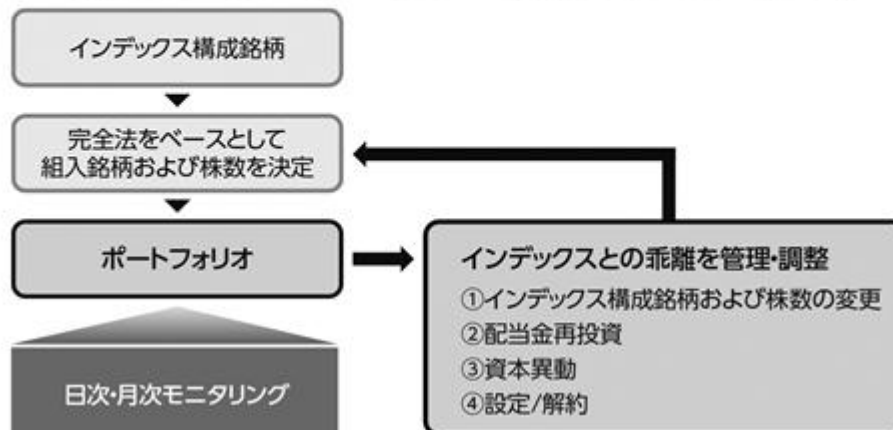 インデックス構成銘柄
完全法をベースとして
組入銘柄および株数を決定
ポートフォリオ
日次・月次モニタリング
インデックスとの乖離を管理・調整
①インデックス構成銘柄および株数の変更
②配当金再投資
③資本異動
④設定/解約